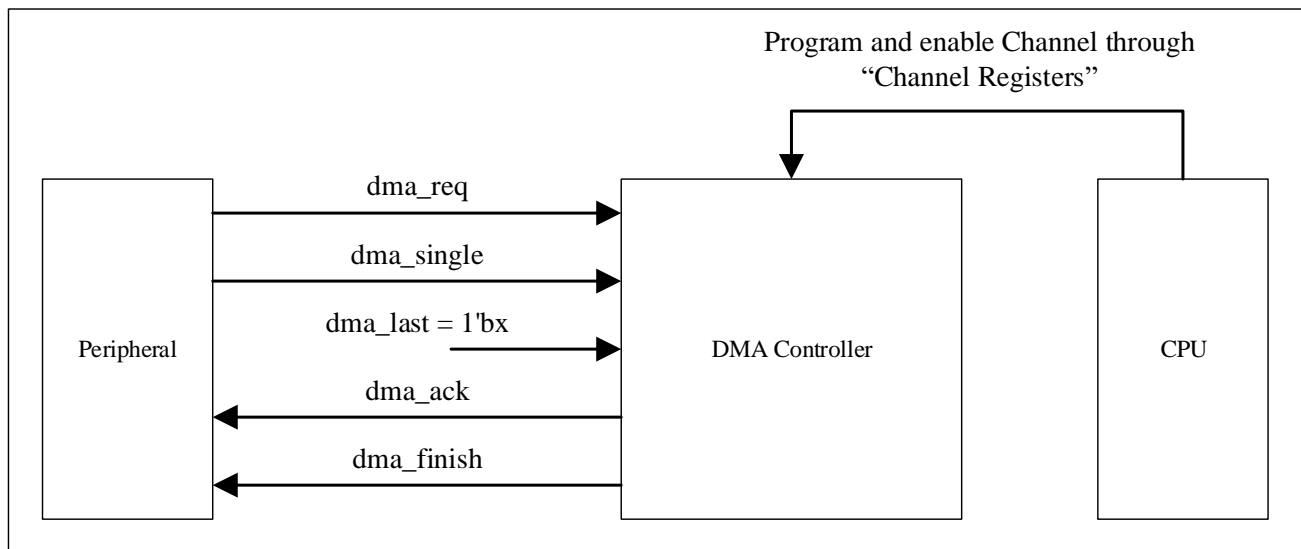 Program and enable Channel through
“Channel Registers”
dma_req
dma_single
dma_last = 1'bx
Peripheral
DMA Controller
CPU
dma_ack
dma_finish